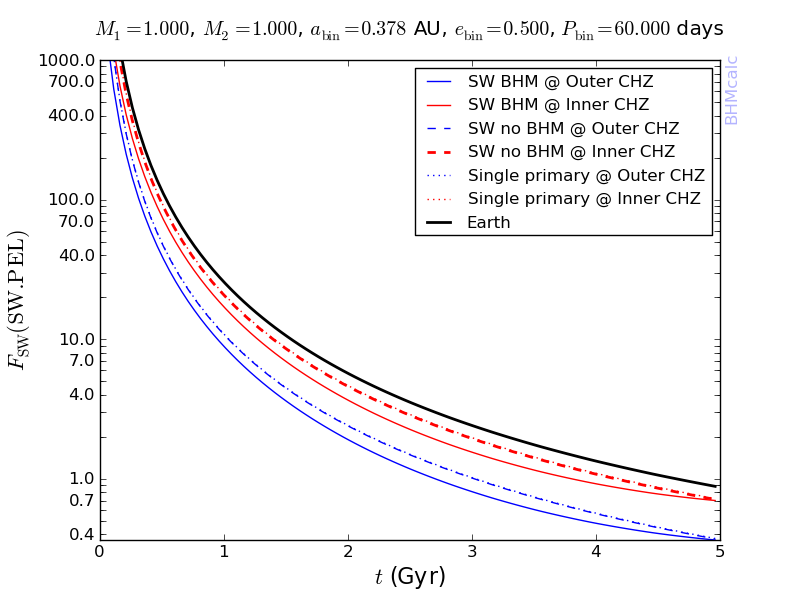 M₁ =1.000, M₂ =1.000, a_bin=0.378 AU, e_bin=0.500, P_bin=60.000 days
BHMcalc
SW BHM @ Outer CHZ
SW BHM @ Inner CHZ
SW no BHM @ Outer CHZ
SW no BHM @ Inner CHZ
Single primary @ Outer CHZ
Single primary @ Inner CHZ
Earth
F_SW(SW.PEL)
1000.0
700.0
400.0
100.0
70.0
40.0
10.0
7.0
4.0
1.0
0.7
0.4
0 1 2 3 4 5
t (Gyr)